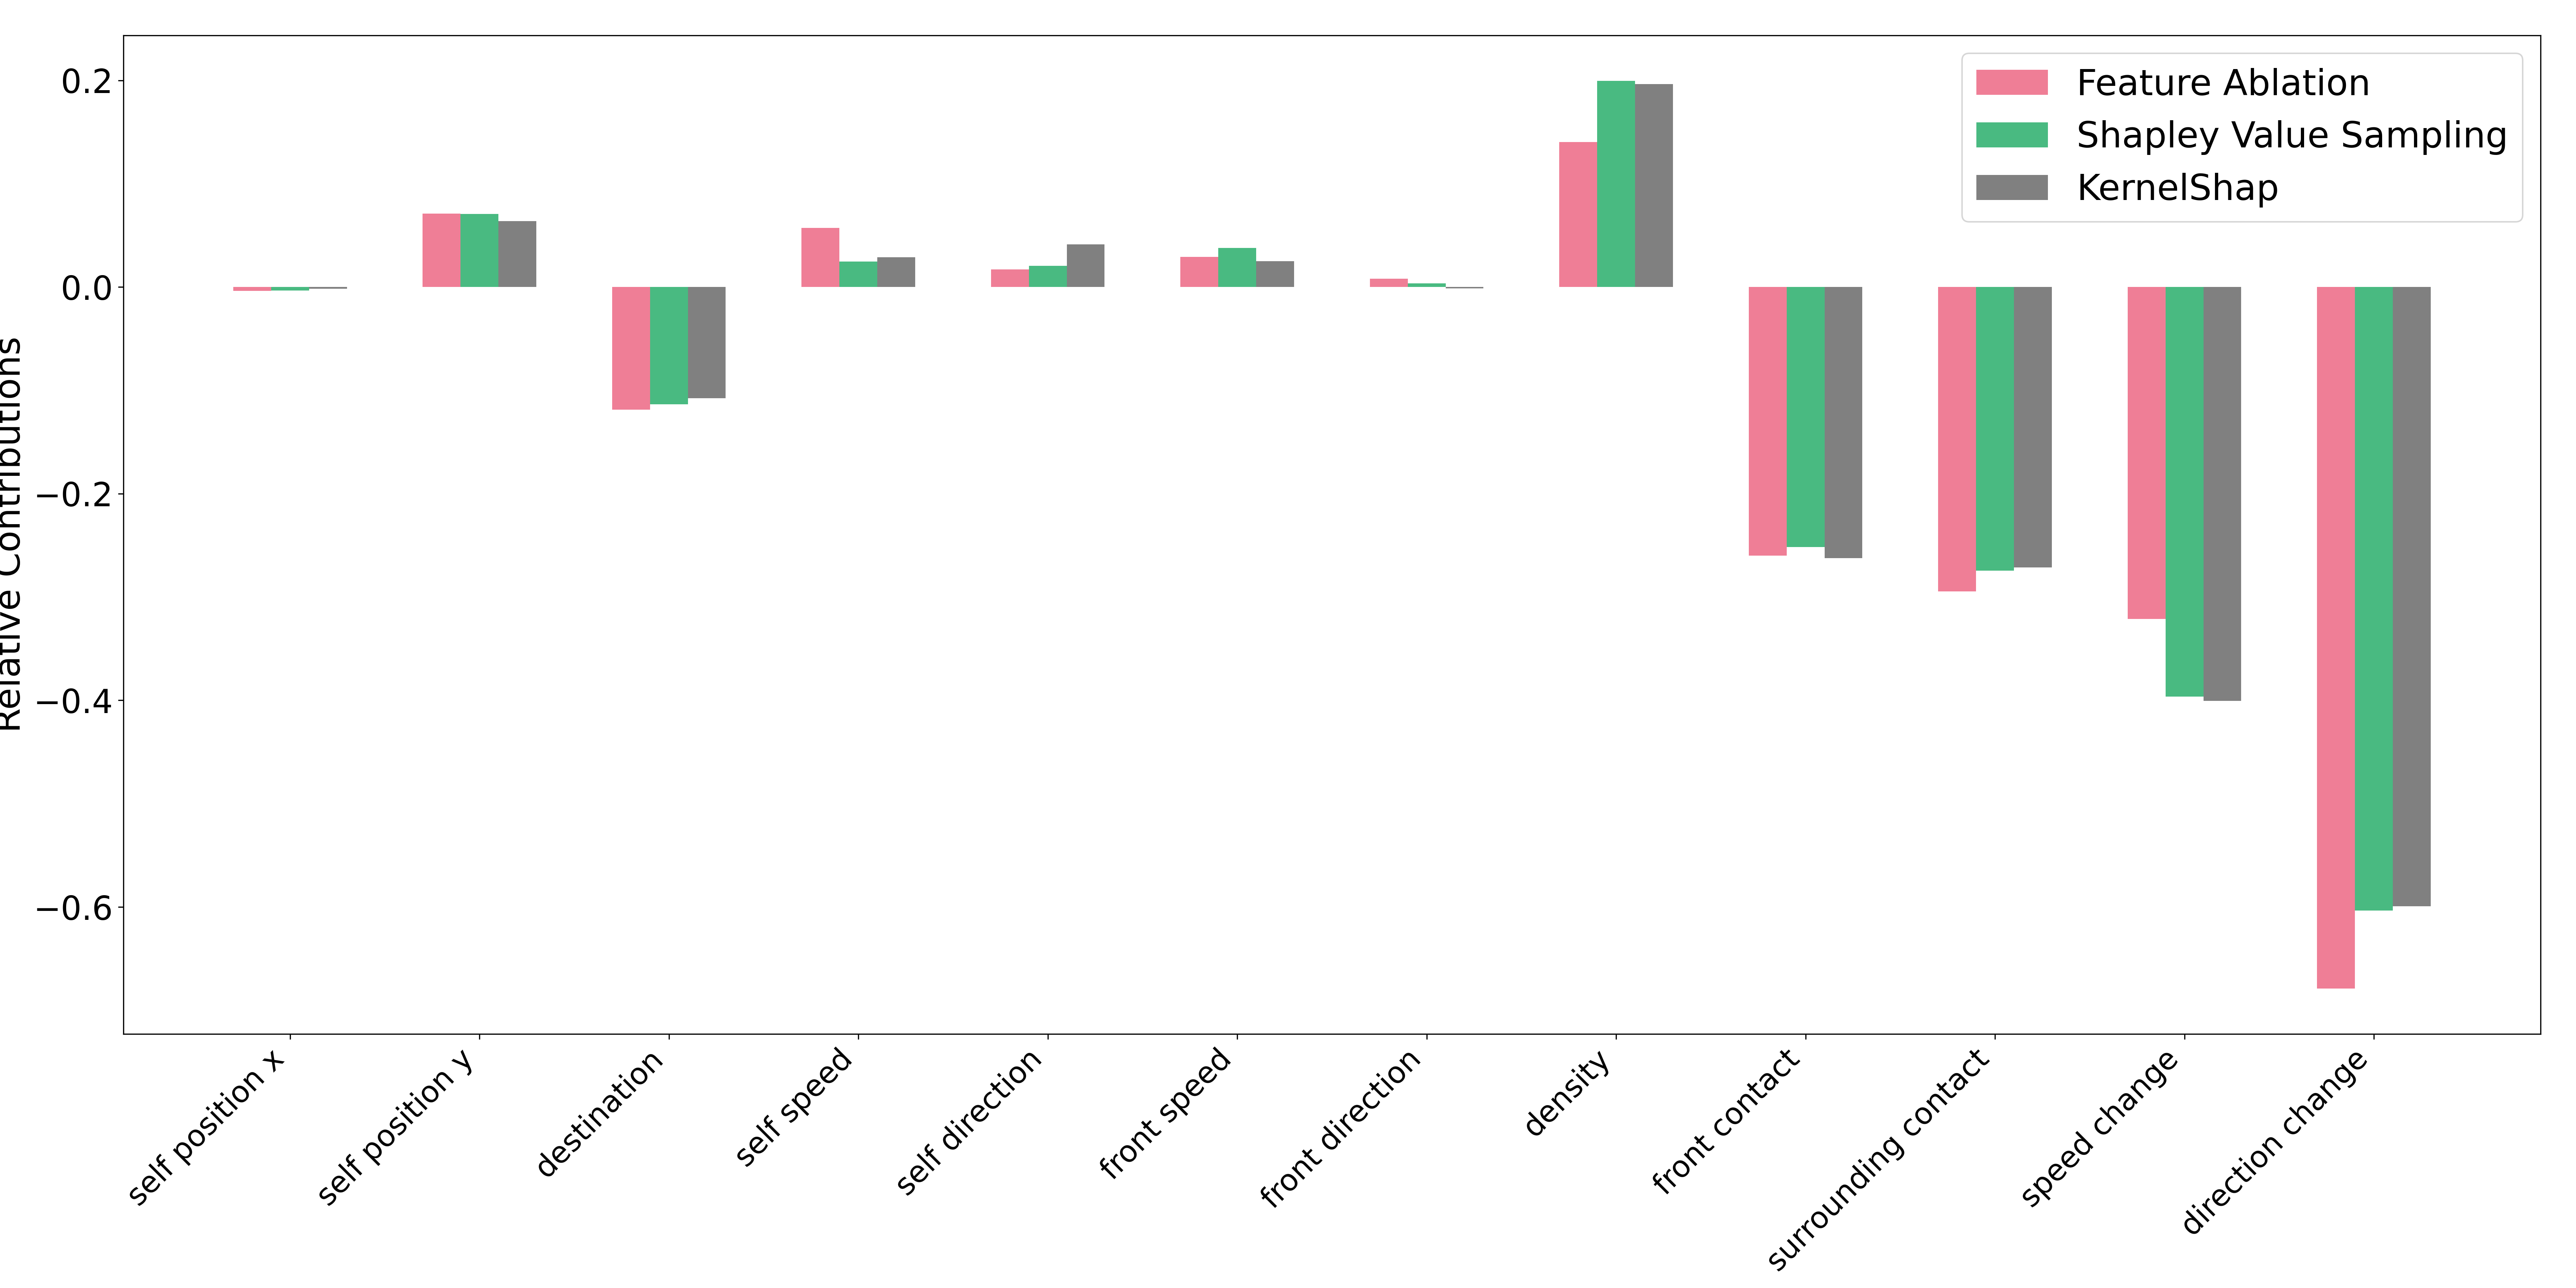 Relative Contributions
0.2
0.0
−0.2
−0.4
−0.6
Feature Ablation
Shapley Value Sampling
KernelShap
self position x
self position y
destination
self speed
self direction
front speed
front direction
density
front contact
surrounding contact
speed change
direction change